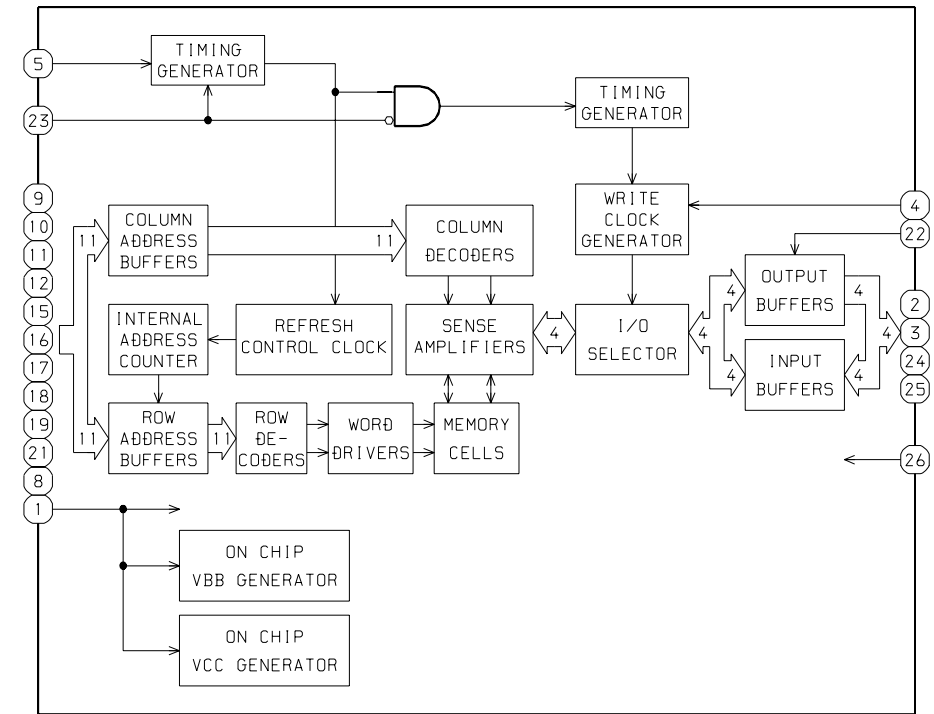 5
TIMING
GENERATOR
23
TIMING
GENERATOR
9
10
11
12
15
16
17
18
19
21
8
1
11
COLUMN
ADDRESS
BUFFERS
11
COLUMN
DECODERS
WRITE
CLOCK
GENERATOR
4
22
INTERNAL
ADDRESS
COUNTER
REFRESH
CONTROL CLOCK
SENSE
AMPLIFIERS
4
I/O
SELECTOR
4
4
OUTPUT
BUFFERS
4
4
INPUT
BUFFERS
4
4
2
3
24
25
11
ROW
ADDRESS
BUFFERS
11
ROW
DE-
CODERS
WORD
DRIVERS
MEMORY
CELLS
26
ON CHIP
VBB GENERATOR
ON CHIP
VCC GENERATOR